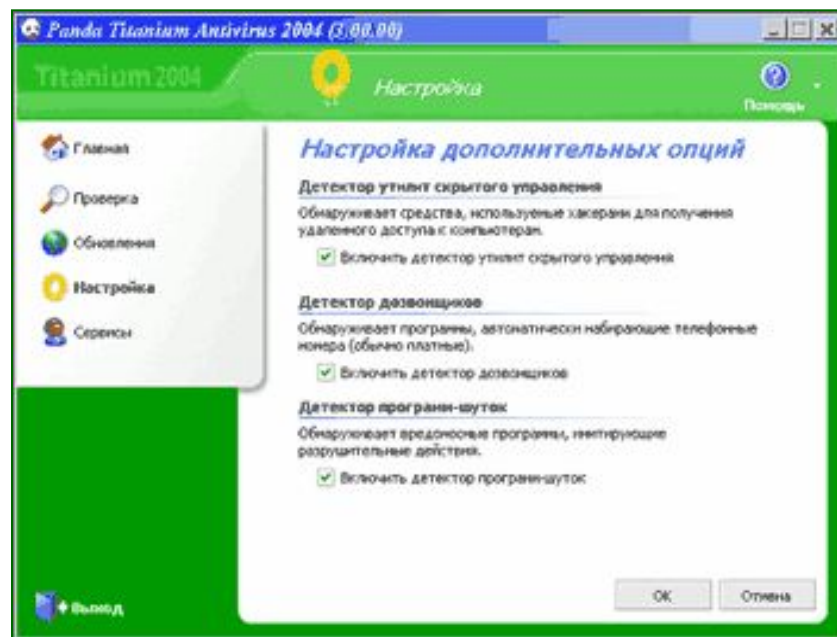 Panda Titanium Antivirus 2004 (3.00.00)
Titanium 2004
Настройка
Помощь
Главная
Проверка
Обновления
Настройка
Сервисы
Выход
Настройка дополнительных опций
Детектор утилит скрытого управления
Обнаруживает средства, используемые хакерами для получения
удаленного доступа к компьютерам.
Включить детектор утилит скрытого управления
Детектор дозвонщиков
Обнаруживает программы, автоматически набирающие телефонные
номера (обычно платные).
Включить детектор дозвонщиков
Детектор программ-шуток
Обнаруживает вредоносные программы, имитирующие
разрушительные действия.
Включить детектор программ-шуток
OK
Отмена